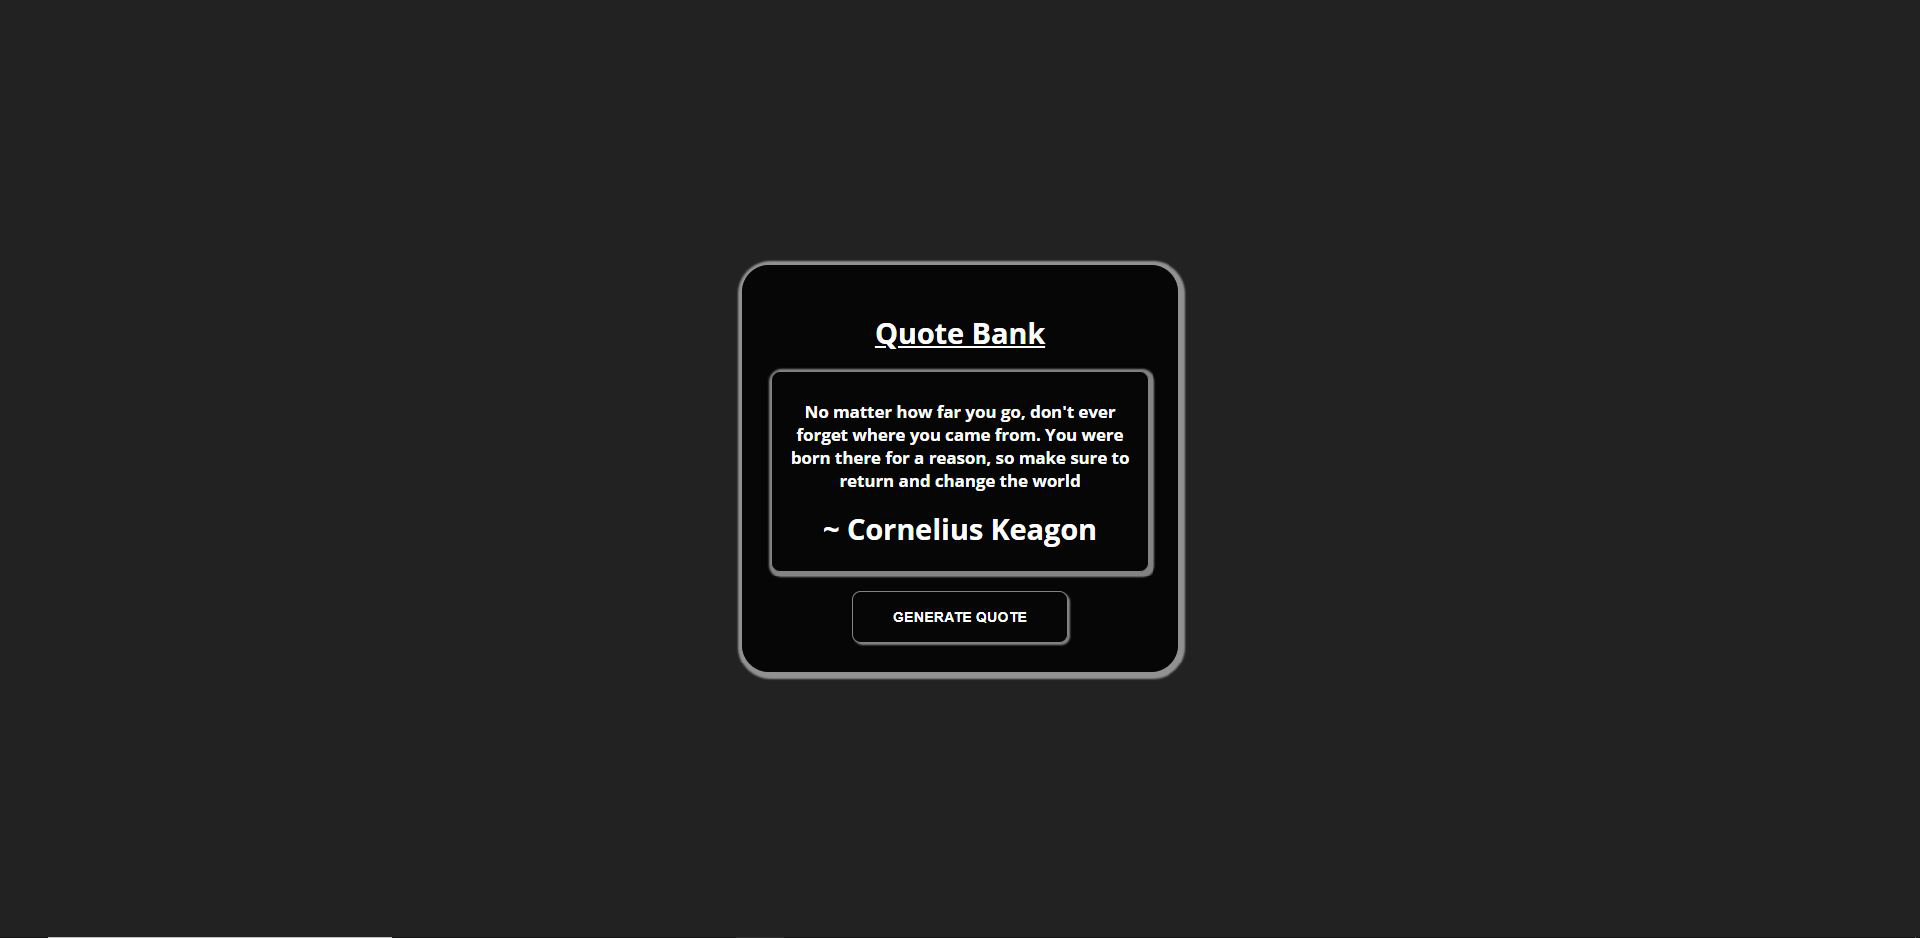 Quote Bank
No matter how far you go, don't ever
forget where you came from. You were
born there for a reason, so make sure to
return and change the world
~ Cornelius Keagon
GENERATE QUOTE